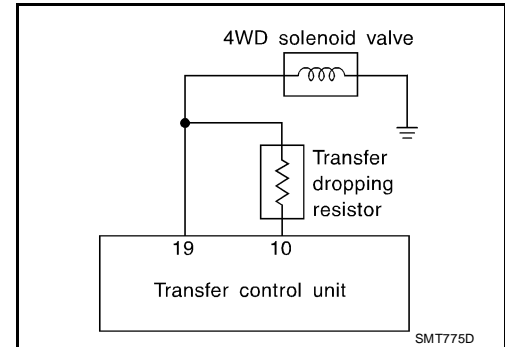 4WD solenoid valve
Transfer
dropping
resistor
19 10
Transfer control unit
SMT775D